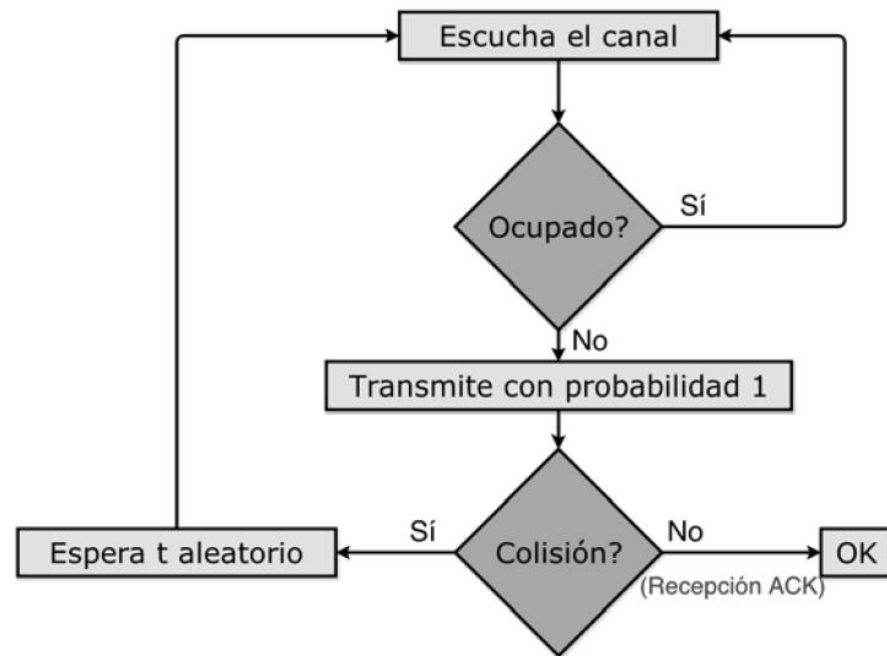 Escucha el canal
Ocupado?
Sí
No
Transmite con probabilidad 1
Colisión?
Sí
Espera t aleatorio
No
(Recepción ACK)
OK